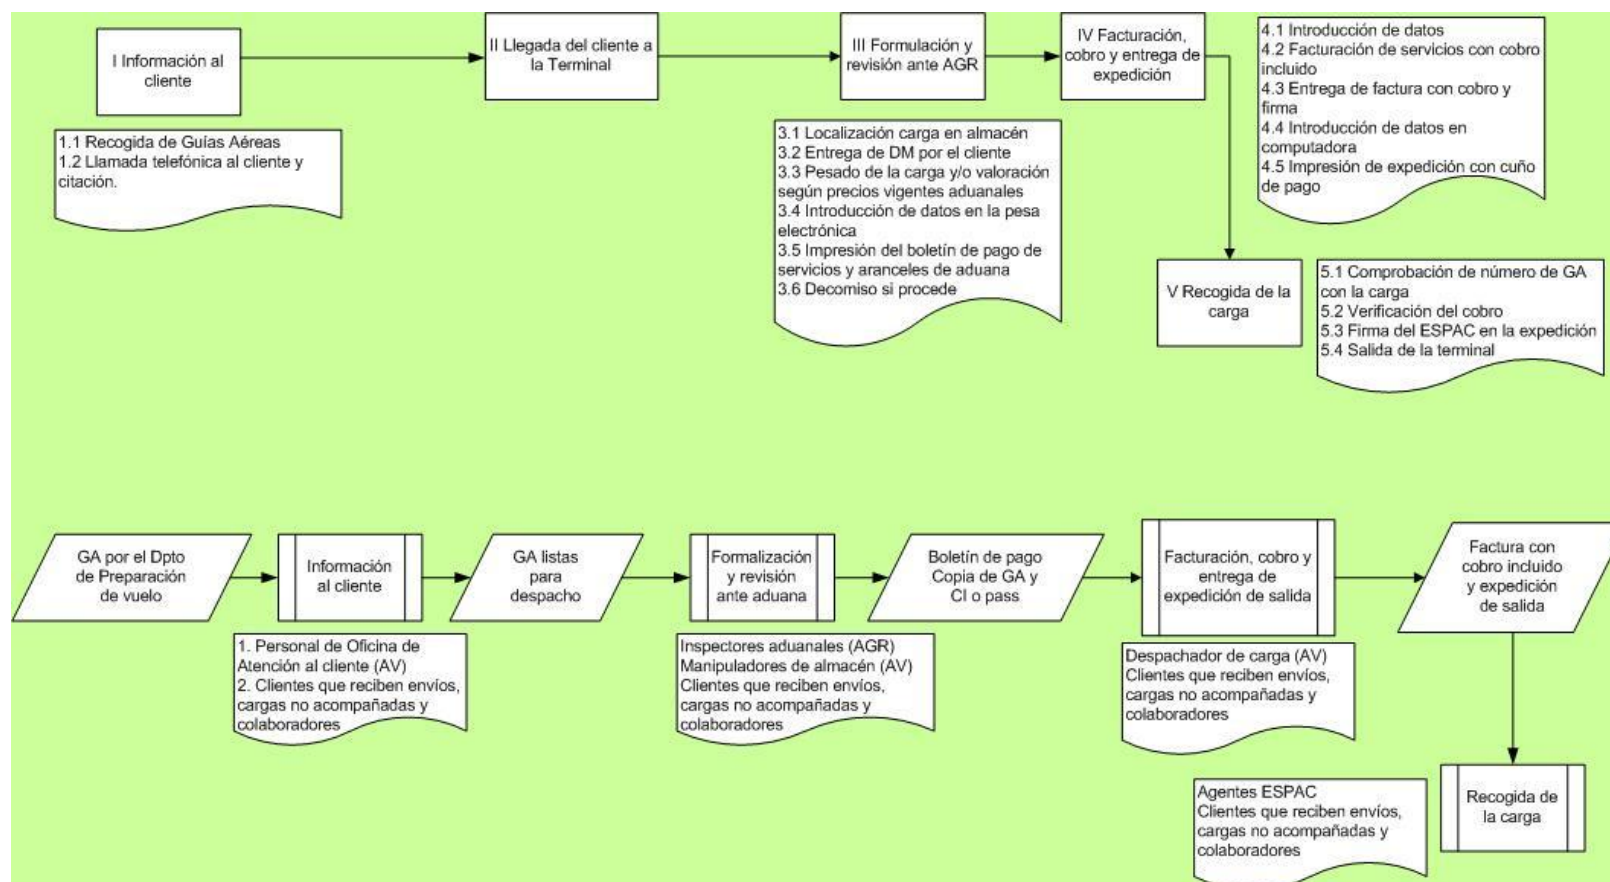 I Información al
cliente
II Llegada del cliente a
la Terminal
III Formulación y
revisión ante AGR
IV Facturación,
cobro y entrega de
expedición
4.1 Introducción de datos
4.2 Facturación de servicios con cobro
incluido
4.3 Entrega de factura con cobro y
firma
4.4 Introducción de datos en
computadora
4.5 Impresión de expedición con cuño
de pago
1.1 Recogida de Guías Aéreas
1.2 Llamada telefónica al cliente y
citación.
3.1 Localización carga en almacén
3.2 Entrega de DM por el cliente
3.3 Pesado de la carga y/o valoración
según precios vigentes aduanales
3.4 Introducción de datos en la pesa
electrónica
3.5 Impresión del boletín de pago de
servicios y aranceles de aduana
3.6 Decomiso si procede
V Recogida de la
carga
5.1 Comprobación de número de GA
con la carga
5.2 Verificación del cobro
5.3 Firma del ESPAC en la expedición
5.4 Salida de la terminal
GA por el Dpto
de Preparación
de vuelo
Información
al cliente
GA listas
para
despacho
Formalización
y revisión
ante aduana
Boletín de pago
Copia de GA y
CI o pass
Facturación, cobro y
entrega de
expedición de salida
Factura con
cobro incluido
y expedición
de salida
1. Personal de Oficina de
Atención al cliente (AV)
2. Clientes que reciben envíos,
cargas no acompañadas y
colaboradores
Inspectores aduanales (AGR)
Manipuladores de almacén (AV)
Clientes que reciben envíos,
cargas no acompañadas y
colaboradores
Despachador de carga (AV)
Clientes que reciben envíos,
cargas no acompañadas y
colaboradores
Agentes ESPAC
Clientes que reciben envíos,
cargas no acompañadas y
colaboradores
Recogida de
la carga